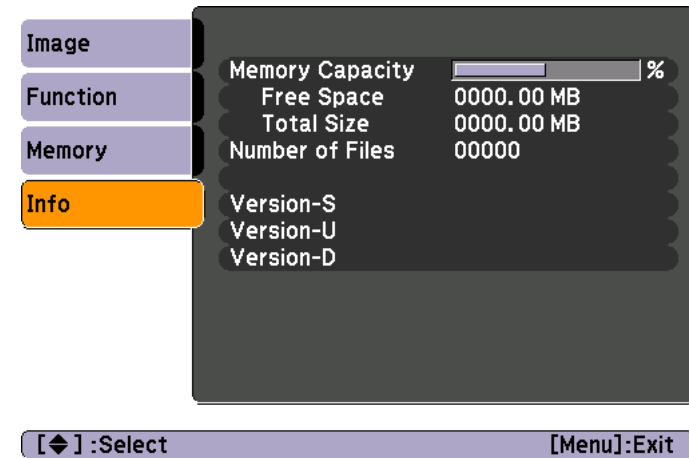 Image
Function
Memory
Info
Memory Capacity %
Free Space 0000.00 MB
Total Size 0000.00 MB
Number of Files 00000
Version-S
Version-U
Version-D
[◆] :Select [Menu]:Exit